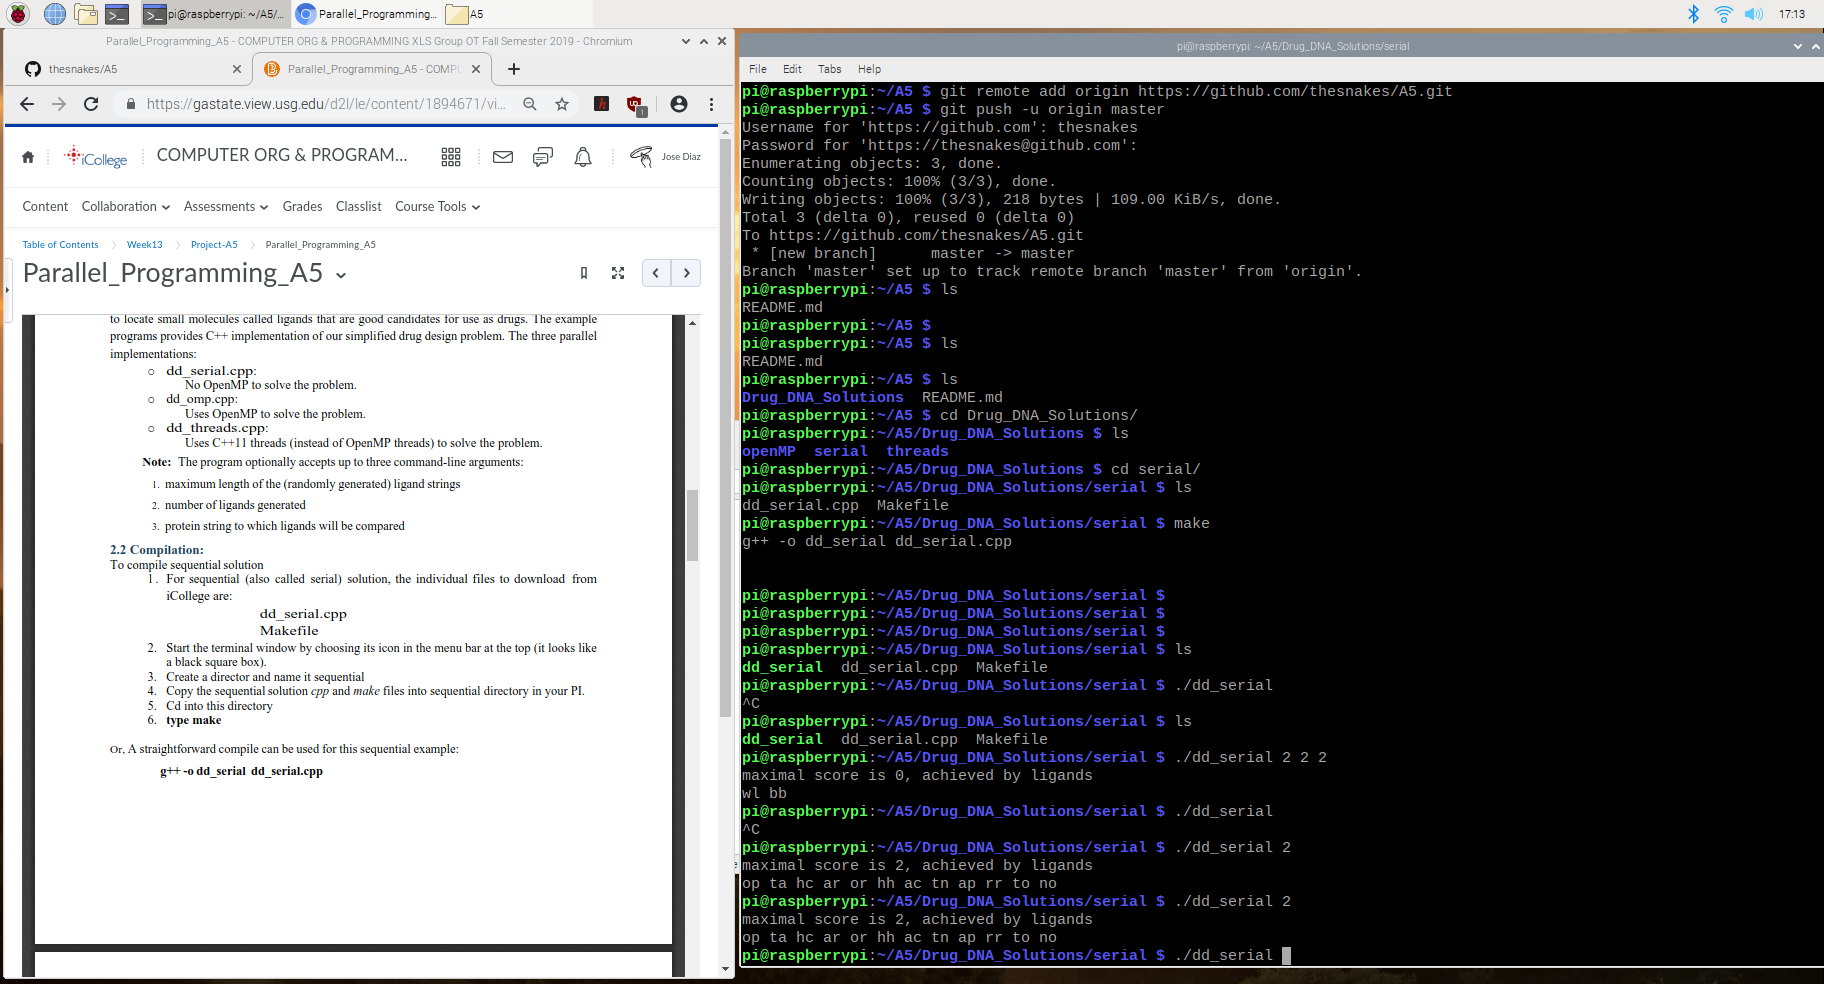 pi@raspberrypi: ~/A5/...
Parallel_Programming...
A5
17:13
Parallel_Programming_A5 - COMPUTER ORG & PROGRAMMING XLS Group OT Fall Semester 2019 - Chromium
thesnakes/A5
Parallel_Programming_A5 - COMPU
https://gastate.view.usg.edu/d2l/le/content/1894671/vi...
1
iCollege
COMPUTER ORG & PROGRAM...
Jose Diaz
Content Collaboration Assessments Grades Classlist Course Tools
Table of Contents Week13 Project-A5 Parallel_Programming_A5
Parallel_Programming_A5
to locate small molecules called ligands that are good candidates for use as drugs. The example
programs provides C++ implementation of our simplified drug design problem. The three parallel
implementations:
o dd_serial.cpp:
No OpenMP to solve the problem.
o dd_omp.cpp:
Uses OpenMP to solve the problem.
o dd_threads.cpp:
Uses C++11 threads (instead of OpenMP threads) to solve the problem.
Note: The program optionally accepts up to three command-line arguments:
1. maximum length of the (randomly generated) ligand strings
2. number of ligands generated
3. protein string to which ligands will be compared
2.2 Compilation:
To compile sequential solution
1. For sequential (also called serial) solution, the individual files to download from
iCollege are:
dd_serial.cpp
Makefile
2. Start the terminal window by choosing its icon in the menu bar at the top (it looks like
a black square box).
3. Create a director and name it sequential
4. Copy the sequential solution cpp and make files into sequential directory in your PI.
5. Cd into this directory
6. type make
Or, A straightforward compile can be used for this sequential example:
g++ -o dd_serial dd_serial.cpp
pi@raspberrypi: ~/A5/Drug_DNA_Solutions/serial
File Edit Tabs Help
pi@raspberrypi:~/A5 $ git remote add origin https://github.com/thesnakes/A5.git
pi@raspberrypi:~/A5 $ git push -u origin master
Username for 'https://github.com': thesnakes
Password for 'https://thesnakes@github.com':
Enumerating objects: 3, done.
Counting objects: 100% (3/3), done.
Writing objects: 100% (3/3), 218 bytes | 109.00 KiB/s, done.
Total 3 (delta 0), reused 0 (delta 0)
To https://github.com/thesnakes/A5.git
 * [new branch]      master -> master
Branch 'master' set up to track remote branch 'master' from 'origin'.
pi@raspberrypi:~/A5 $ ls
README.md
pi@raspberrypi:~/A5 $
pi@raspberrypi:~/A5 $ ls
README.md
pi@raspberrypi:~/A5 $ ls
Drug_DNA_Solutions  README.md
pi@raspberrypi:~/A5 $ cd Drug_DNA_Solutions/
pi@raspberrypi:~/A5/Drug_DNA_Solutions $ ls
openMP  serial  threads
pi@raspberrypi:~/A5/Drug_DNA_Solutions $ cd serial/
pi@raspberrypi:~/A5/Drug_DNA_Solutions/serial $ ls
dd_serial.cpp  Makefile
pi@raspberrypi:~/A5/Drug_DNA_Solutions/serial $ make
g++ -o dd_serial dd_serial.cpp
pi@raspberrypi:~/A5/Drug_DNA_Solutions/serial $
pi@raspberrypi:~/A5/Drug_DNA_Solutions/serial $
pi@raspberrypi:~/A5/Drug_DNA_Solutions/serial $
pi@raspberrypi:~/A5/Drug_DNA_Solutions/serial $ ls
dd_serial  dd_serial.cpp  Makefile
pi@raspberrypi:~/A5/Drug_DNA_Solutions/serial $ ./dd_serial
^C
pi@raspberrypi:~/A5/Drug_DNA_Solutions/serial $ ls
dd_serial  dd_serial.cpp  Makefile
pi@raspberrypi:~/A5/Drug_DNA_Solutions/serial $ ./dd_serial 2 2 2
maximal score is 0, achieved by ligands
wl bb
pi@raspberrypi:~/A5/Drug_DNA_Solutions/serial $ ./dd_serial
^C
pi@raspberrypi:~/A5/Drug_DNA_Solutions/serial $ ./dd_serial 2
maximal score is 2, achieved by ligands
op ta hc ar or hh ac tn ap rr to no
pi@raspberrypi:~/A5/Drug_DNA_Solutions/serial $ ./dd_serial 2
maximal score is 2, achieved by ligands
op ta hc ar or hh ac tn ap rr to no
pi@raspberrypi:~/A5/Drug_DNA_Solutions/serial $ ./dd_serial